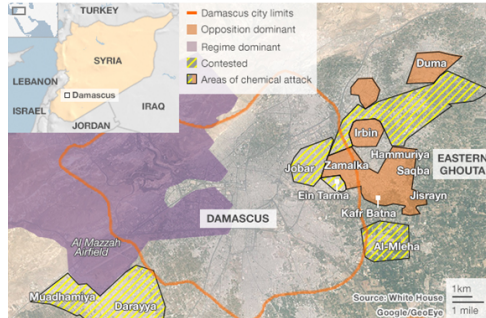 TURKEY
SYRIA
LEBANON
Damascus
ISRAEL
IRAQ
JORDAN
Damascus city limits
Opposition dominant
Regime dominant
Contested
Areas of chemical attack
Duma
Irbin
Hammuriya
EASTERN
GHOUTA
Jobar
Zamalka
Saqba
Ein Tarma
Jisrayn
Kafr Batna
DAMASCUS
Al Mazzah
Airfield
Al-Mleha
Muadhamiya
Darayya
1km
1 mile
Source: White House
Google/GeoEye